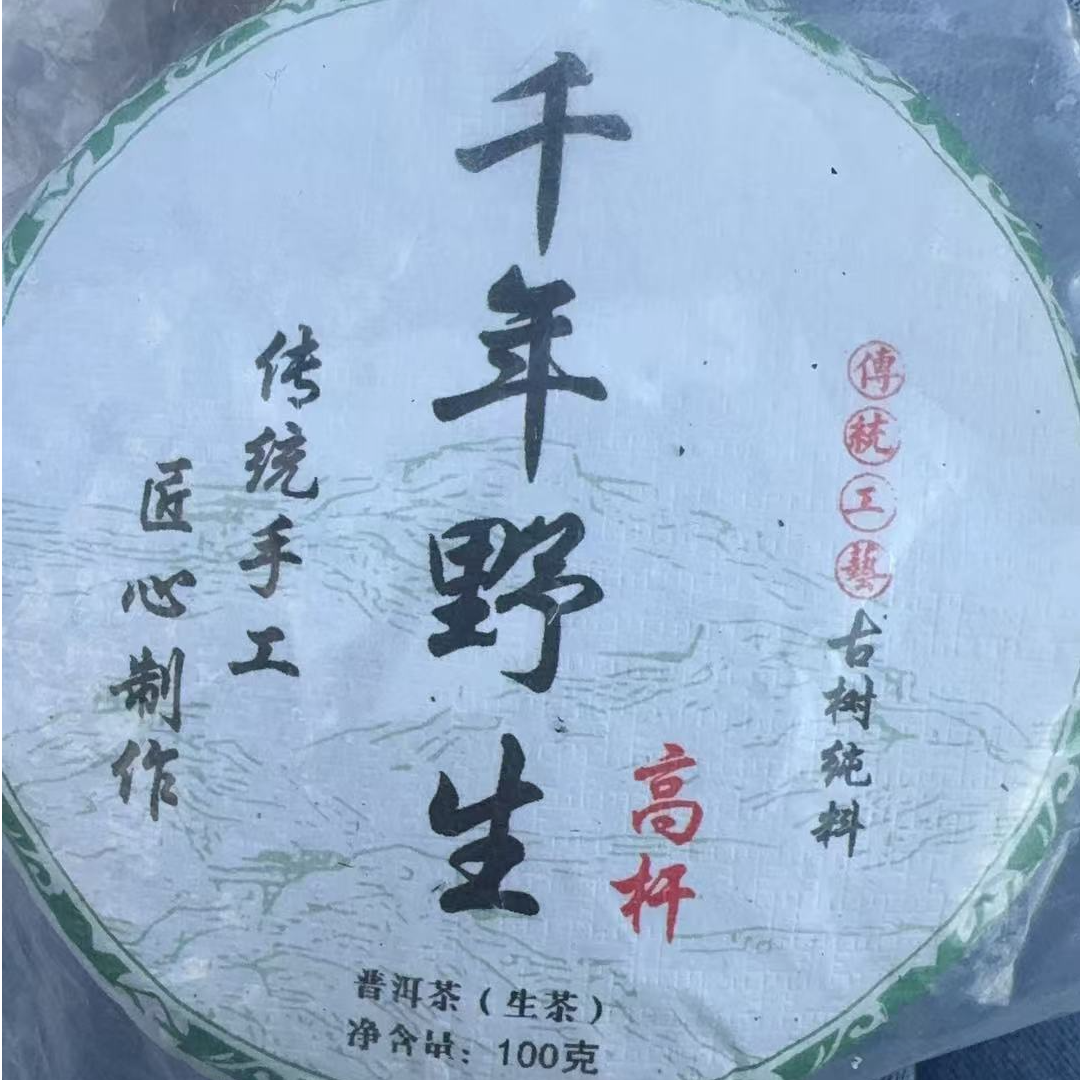 傳統工藝
古树纯料
千年野生
高杆
传统手工
匠心制作
普洱茶（生茶）
净含量：100克